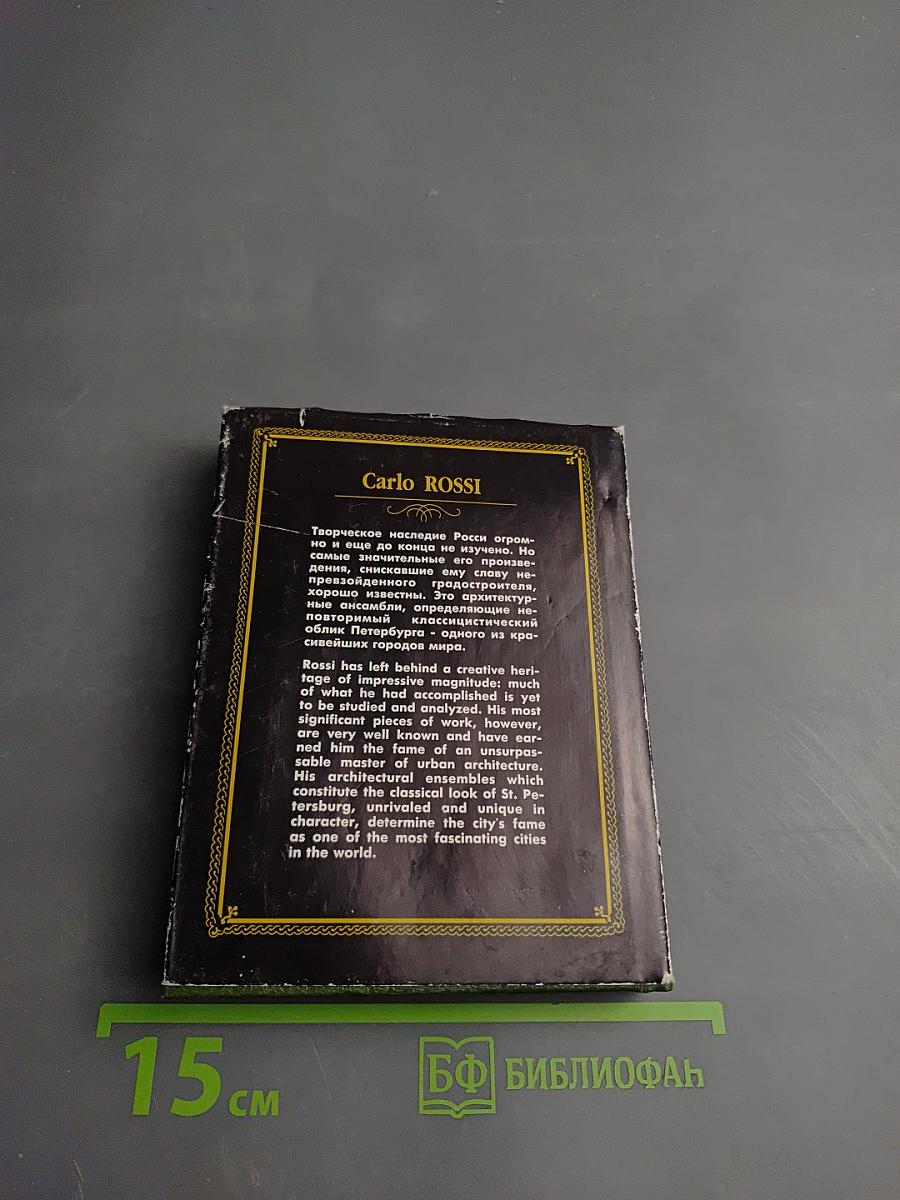 Carlo ROSSI
Творческое наследие Росси огром-
но и еще до конца не изучено. Но
самые значительные его произве-
дения, снискавшие ему славу не-
превзойденного градостроителя,
хорошо известны. Это архитектур-
ные ансамбли, определяющие не-
повторимый классицистический
облик Петербурга - одного из кра-
сивейших городов мира.
Rossi has left behind a creative heri-
tage of impressive magnitude: much
of what he had accomplished is yet
to be studied and analyzed. His most
significant pieces of work, however,
are very well known and have ear-
ned him the fame of an unsurpas-
sable master of urban architecture.
His architectural ensembles which
constitute the classical look of St. Pe-
tersburg, unrivaled and unique in
character, determine the city's fame
as one of the most fascinating cities
in the world.
15 см
БФ БИБЛИОФАН